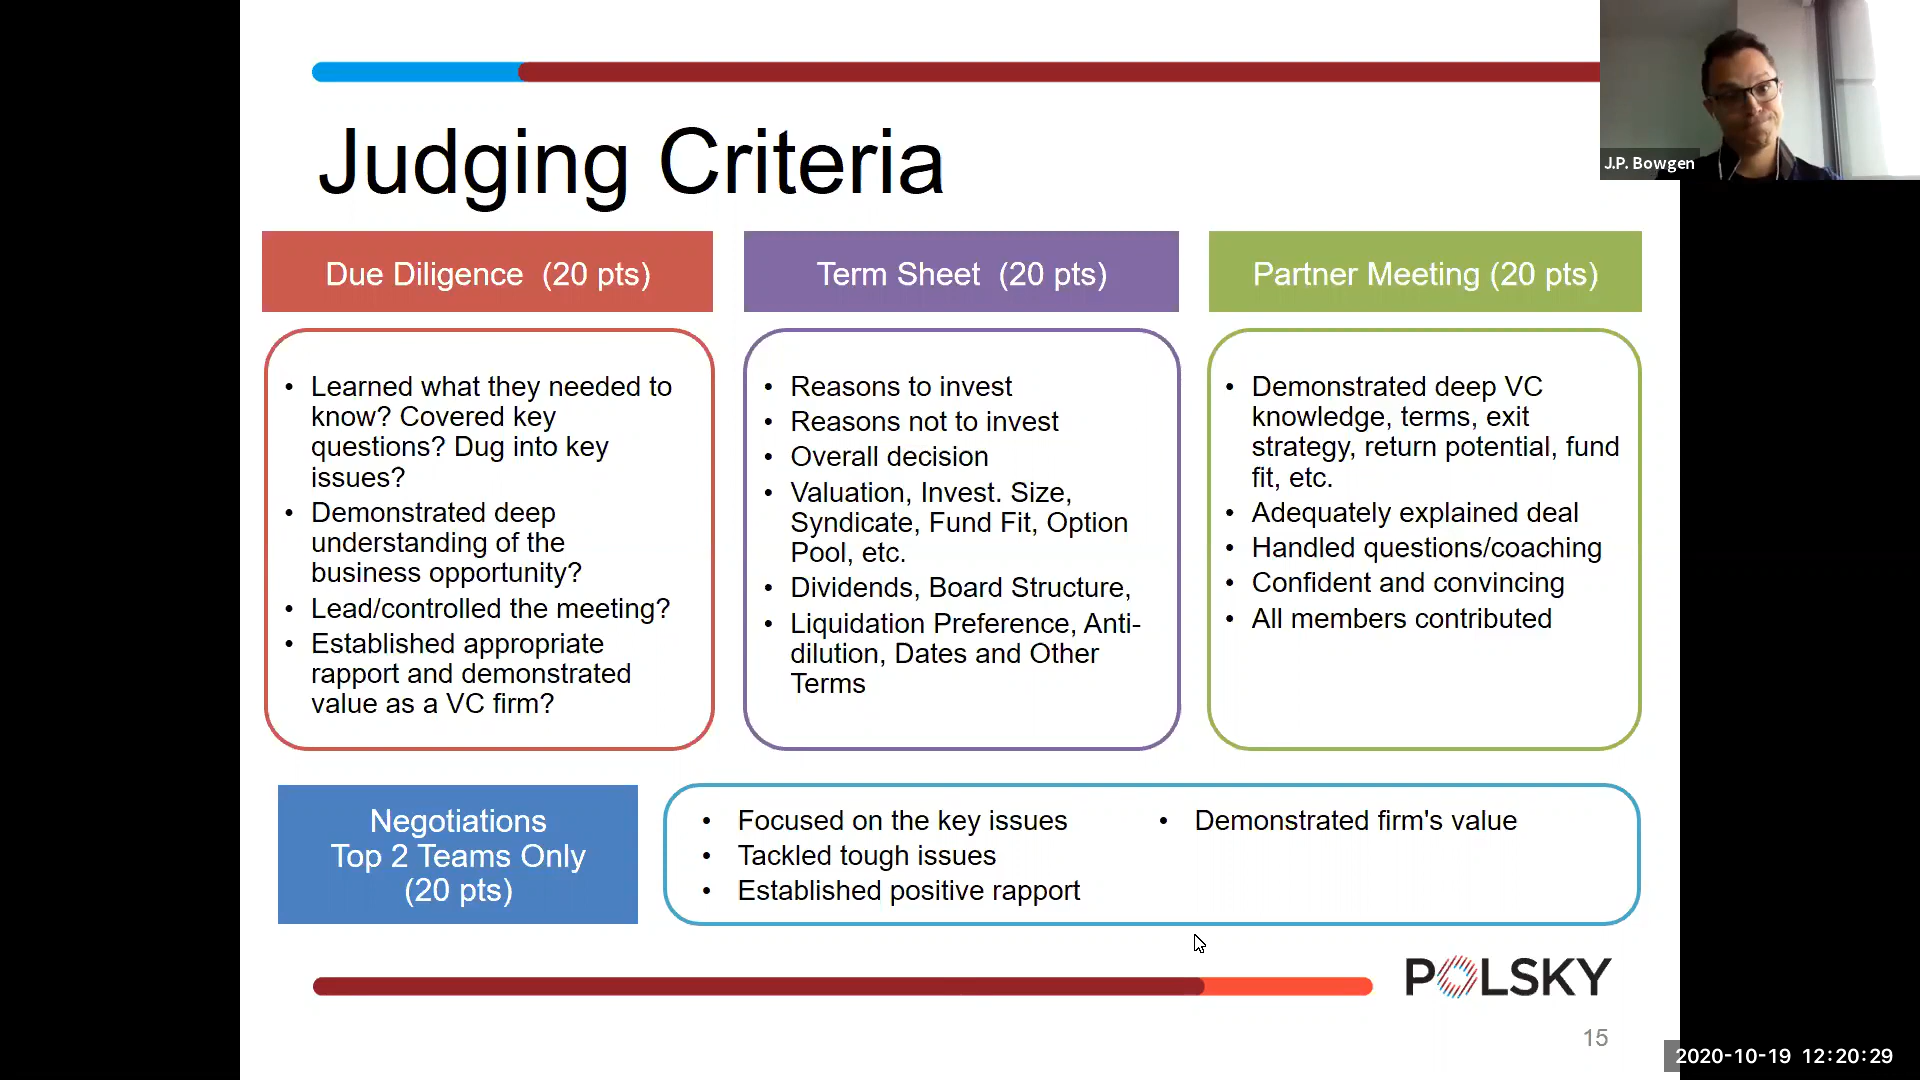 Judging Criteria
J.P. Bowgen
Due Diligence  (20 pts)
• Learned what they needed to
know? Covered key
questions? Dug into key
issues?
• Demonstrated deep
understanding of the
business opportunity?
• Lead/controlled the meeting?
• Established appropriate
rapport and demonstrated
value as a VC firm?
Term Sheet  (20 pts)
• Reasons to invest
• Reasons not to invest
• Overall decision
• Valuation, Invest. Size,
Syndicate, Fund Fit, Option
Pool, etc.
• Dividends, Board Structure,
• Liquidation Preference, Anti-
dilution, Dates and Other
Terms
Partner Meeting (20 pts)
• Demonstrated deep VC
knowledge, terms, exit
strategy, return potential, fund
fit, etc.
• Adequately explained deal
• Handled questions/coaching
• Confident and convincing
• All members contributed
Negotiations
Top 2 Teams Only
(20 pts)
• Focused on the key issues
• Tackled tough issues
• Established positive rapport
• Demonstrated firm's value
POLSKY
15
2020-10-19 12:20:29